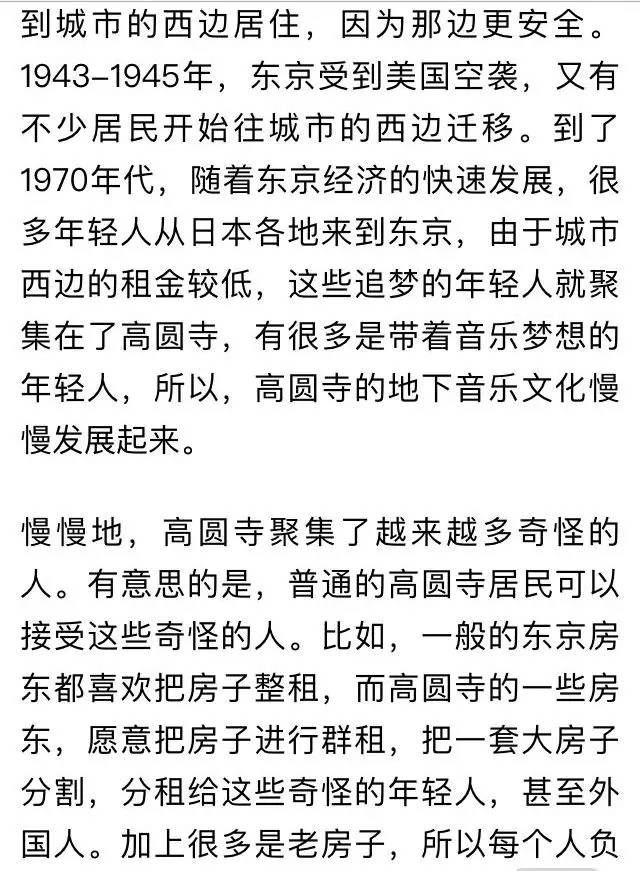 到城市的西边居住，因为那边更安全。
1943–1945年，东京受到美国空袭，又有
不少居民开始往城市的西边迁移。到了
1970年代，随着东京经济的快速发展，很
多年轻人从日本各地来到东京，由于城市
西边的租金较低，这些追梦的年轻人就聚
集在了高圆寺，有很多是带着音乐梦想的
年轻人，所以，高圆寺的地下音乐文化慢
慢发展起来。
慢慢地，高圆寺聚集了越来越多奇怪的
人。有意思的是，普通的高圆寺居民可以
接受这些奇怪的人。比如，一般的东京房
东都喜欢把房子整租，而高圆寺的一些房
东，愿意把房子进行群租，把一套大房子
分割，分租给这些奇怪的年轻人，甚至外
国人。加上很多是老房子，所以每个人负